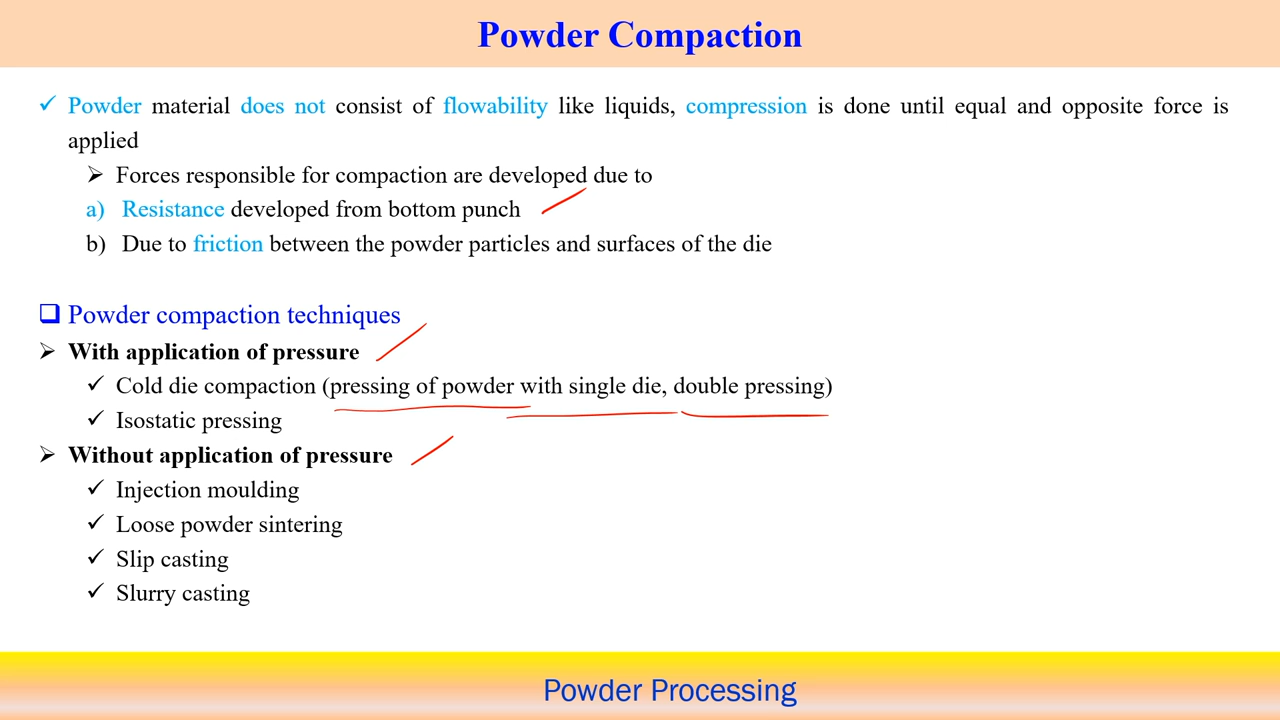 Powder Compaction
✓ Powder material does not consist of flowability like liquids, compression is done until equal and opposite force is
applied
➢ Forces responsible for compaction are developed due to
a) Resistance developed from bottom punch
b) Due to friction between the powder particles and surfaces of the die
❑ Powder compaction techniques
➢ With application of pressure
✓ Cold die compaction (pressing of powder with single die, double pressing)
✓ Isostatic pressing
➢ Without application of pressure
✓ Injection moulding
✓ Loose powder sintering
✓ Slip casting
✓ Slurry casting
Powder Processing